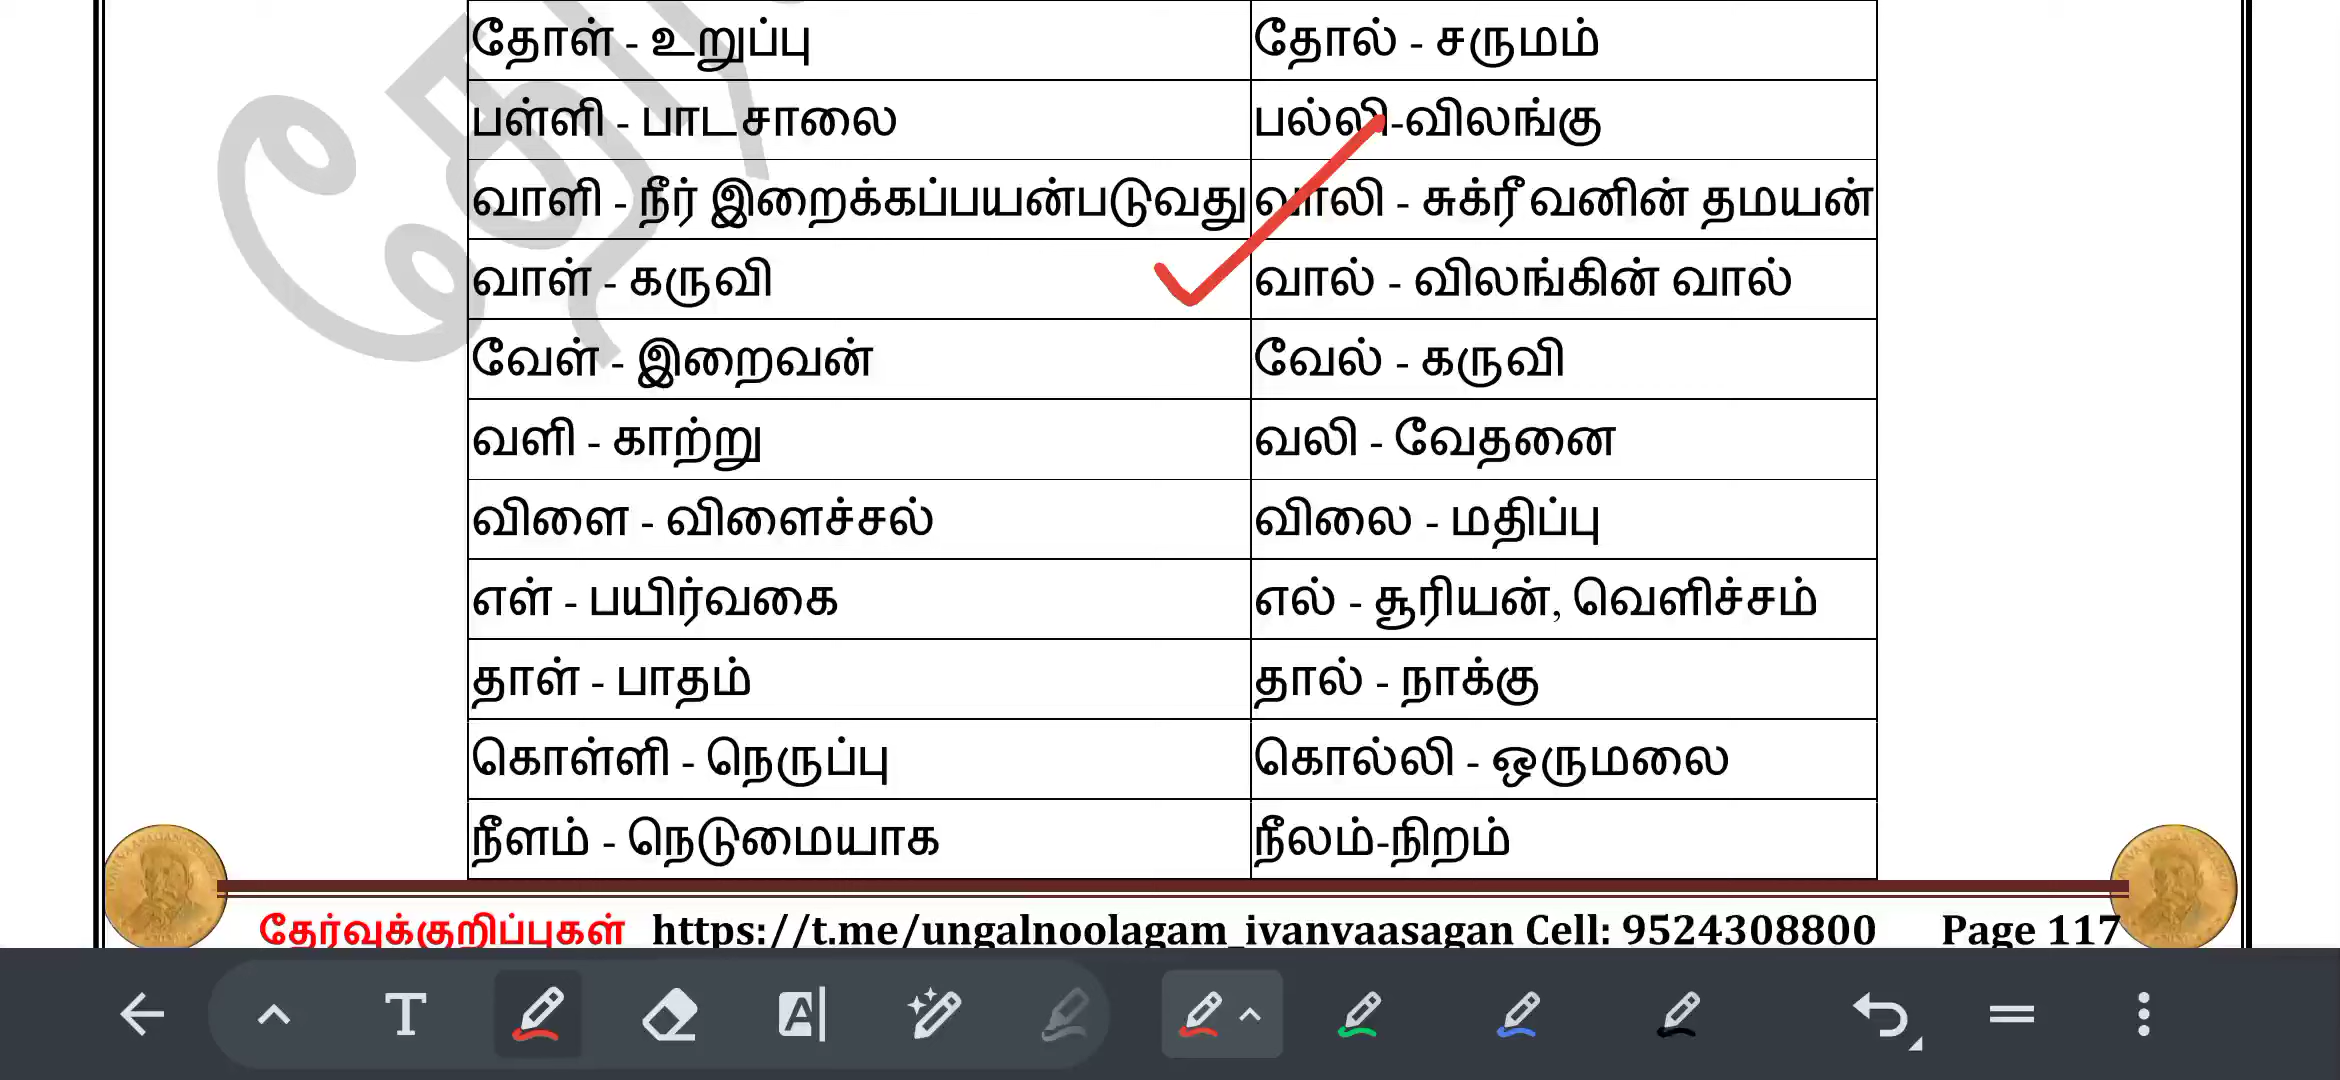 தோள் - உறுப்பு தோல் - சருமம்
பள்ளி - பாடசாலை பல்லி-விலங்கு
வாளி - நீர் இறைக்கப்பயன்படுவது வாலி - சுக்ரீவனின் தமயன்
வாள் - கருவி வால் - விலங்கின் வால்
வேள் - இறைவன் வேல் - கருவி
வளி - காற்று வலி - வேதனை
விளை - விளைச்சல் விலை - மதிப்பு
எள் - பயிர்வகை எல் - சூரியன், வெளிச்சம்
தாள் - பாதம் தால் - நாக்கு
கொள்ளி - நெருப்பு கொல்லி - ஒருமலை
நீளம் - நெடுமையாக நீலம்-நிறம்
தேர்வுக்குறிப்புகள் https://t.me/ungalnoolagam_ivanvaasagan Cell: 9524308800 Page 117